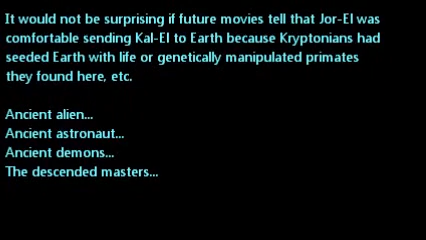 It would not be surprising if future movies tell that Jor-El was
comfortable sending Kal-El to Earth because Kryptonians had
seeded Earth with life or genetically manipulated primates
they found here, etc.
Ancient alien...
Ancient astronaut...
Ancient demons...
The descended masters...